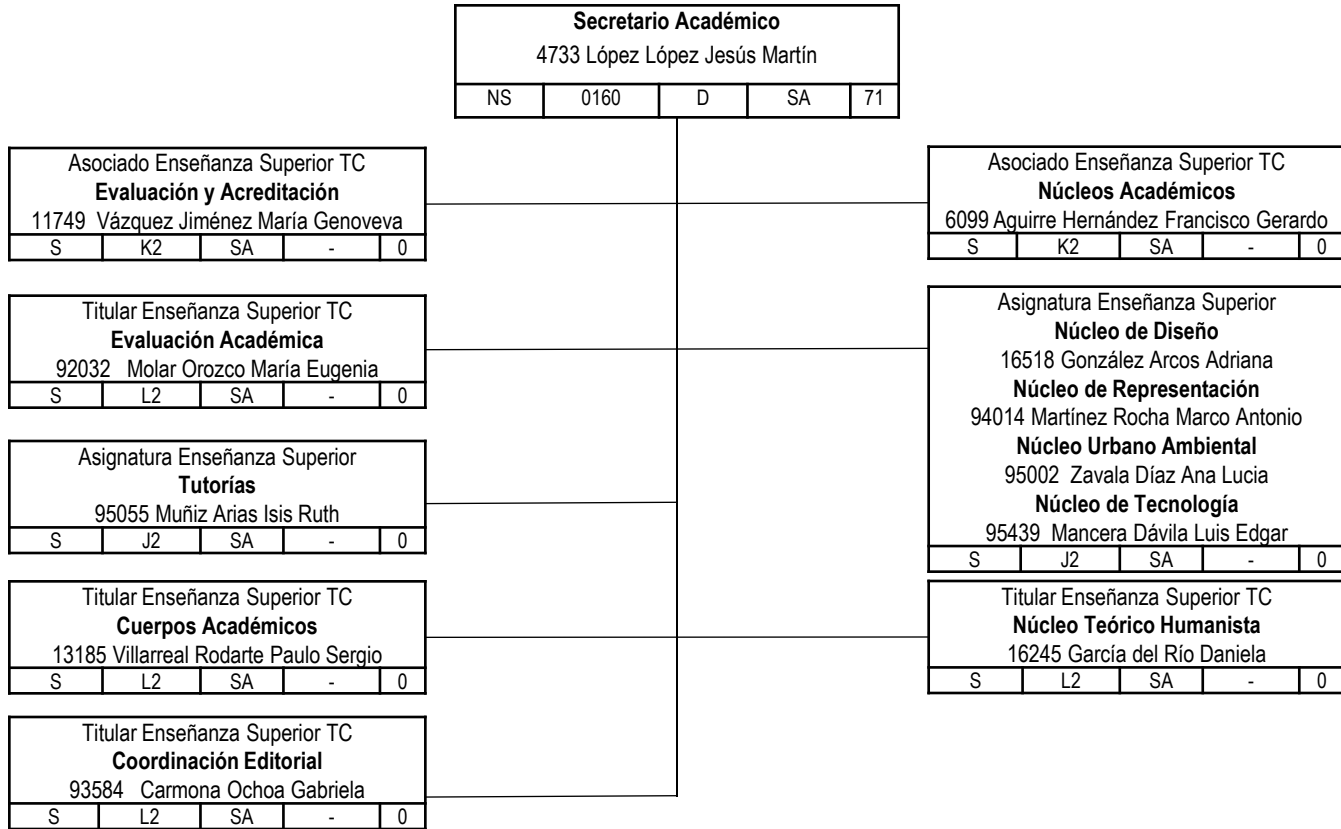 Secretario Académico
4733 López López Jesús Martín
NS 0160 D SA 71
Asociado Enseñanza Superior TC
Evaluación y Acreditación
11749 Vázquez Jiménez María Genoveva
S K2 SA - 0
Titular Enseñanza Superior TC
Evaluación Académica
92032 Molar Orozco María Eugenia
S L2 SA - 0
Asignatura Enseñanza Superior
Tutorías
95055 Muñiz Arias Isis Ruth
S J2 SA - 0
Titular Enseñanza Superior TC
Cuerpos Académicos
13185 Villarreal Rodarte Paulo Sergio
S L2 SA - 0
Titular Enseñanza Superior TC
Coordinación Editorial
93584 Carmona Ochoa Gabriela
S L2 SA - 0
Asociado Enseñanza Superior TC
Núcleos Académicos
6099 Aguirre Hernández Francisco Gerardo
S K2 SA - 0
Asignatura Enseñanza Superior
Núcleo de Diseño
16518 González Arcos Adriana
Núcleo de Representación
94014 Martínez Rocha Marco Antonio
Núcleo Urbano Ambiental
95002 Zavala Díaz Ana Lucia
Núcleo de Tecnología
95439 Mancera Dávila Luis Edgar
S J2 SA - 0
Titular Enseñanza Superior TC
Núcleo Teórico Humanista
16245 García del Río Daniela
S L2 SA - 0